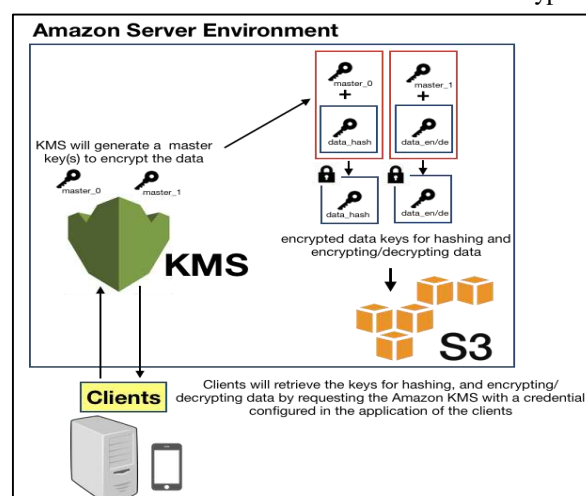 yp
Amazon Server Environment
master_0
master_1
+
+
data_hash
data_en/de
KMS will generate a master
key(s) to encrypt the data
master_0
master_1
data_hash
data_en/de
KMS
encrypted data keys for hashing and
encrypting/decrypting data
S3
Clients
Clients will retrieve the keys for hashing, and encrypting/
decrypting data by requesting the Amazon KMS with a credential
configured in the application of the clients